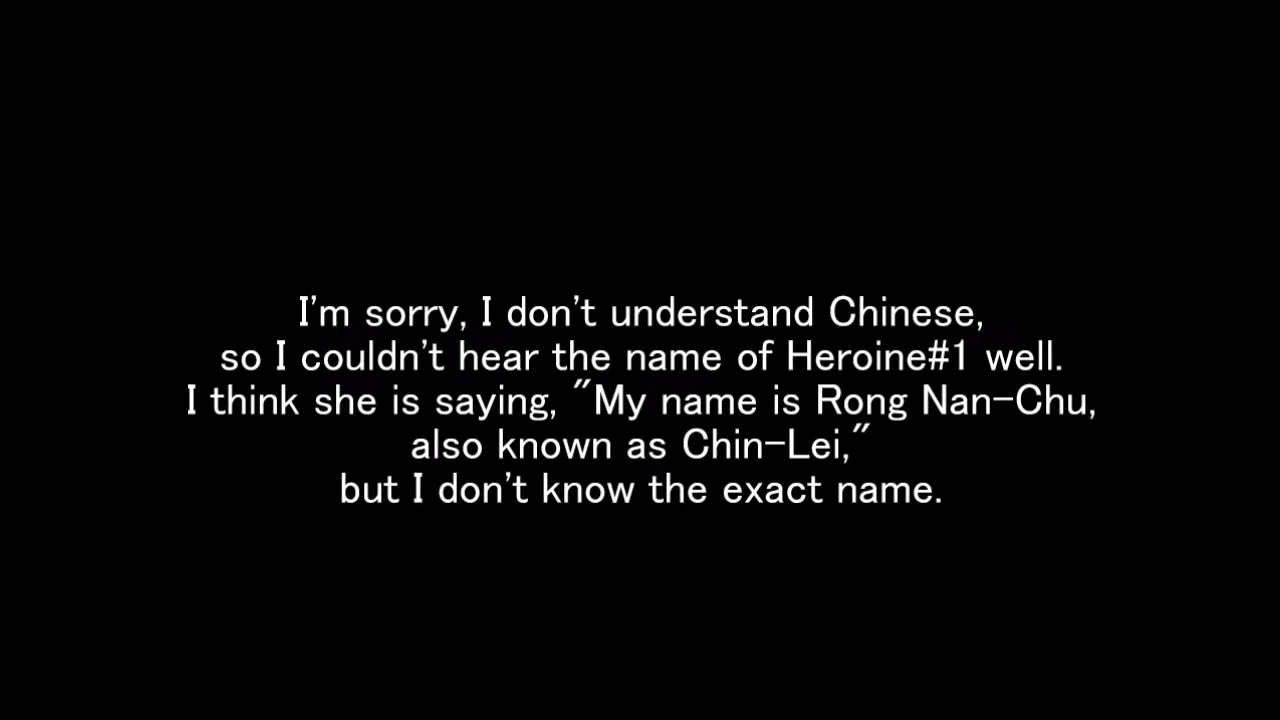 I'm sorry, I don't understand Chinese,
so I couldn't hear the name of Heroine#1 well.
I think she is saying, "My name is Rong Nan-Chu,
also known as Chin-Lei,"
but I don't know the exact name.